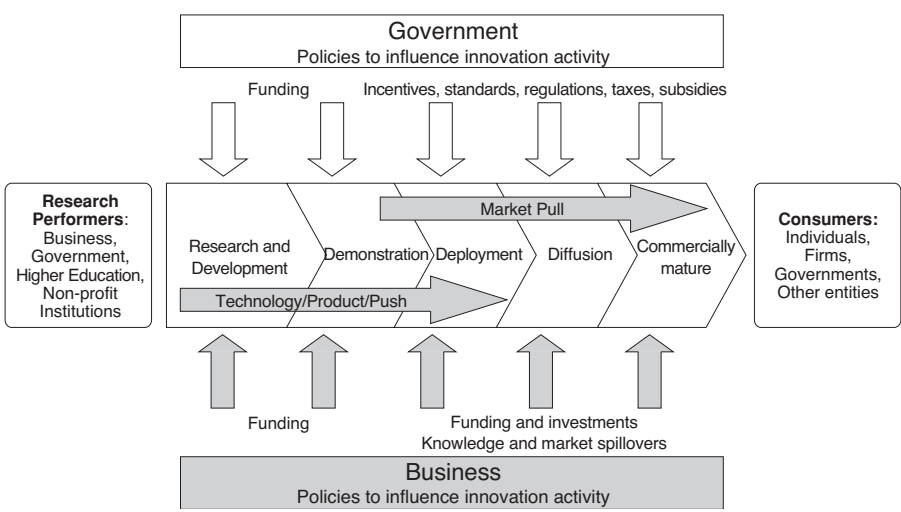 Government
Policies to influence innovation activity
Funding
Incentives, standards, regulations, taxes, subsidies
Research
Performers:
Business,
Government,
Higher Education,
Non-profit
Institutions
Market Pull
Research and
Development
Demonstration
Deployment
Diffusion
Commercially
mature
Technology/Product/Push
Consumers:
Individuals,
Firms,
Governments,
Other entities
Funding
Funding and investments
Knowledge and market spillovers
Business
Policies to influence innovation activity